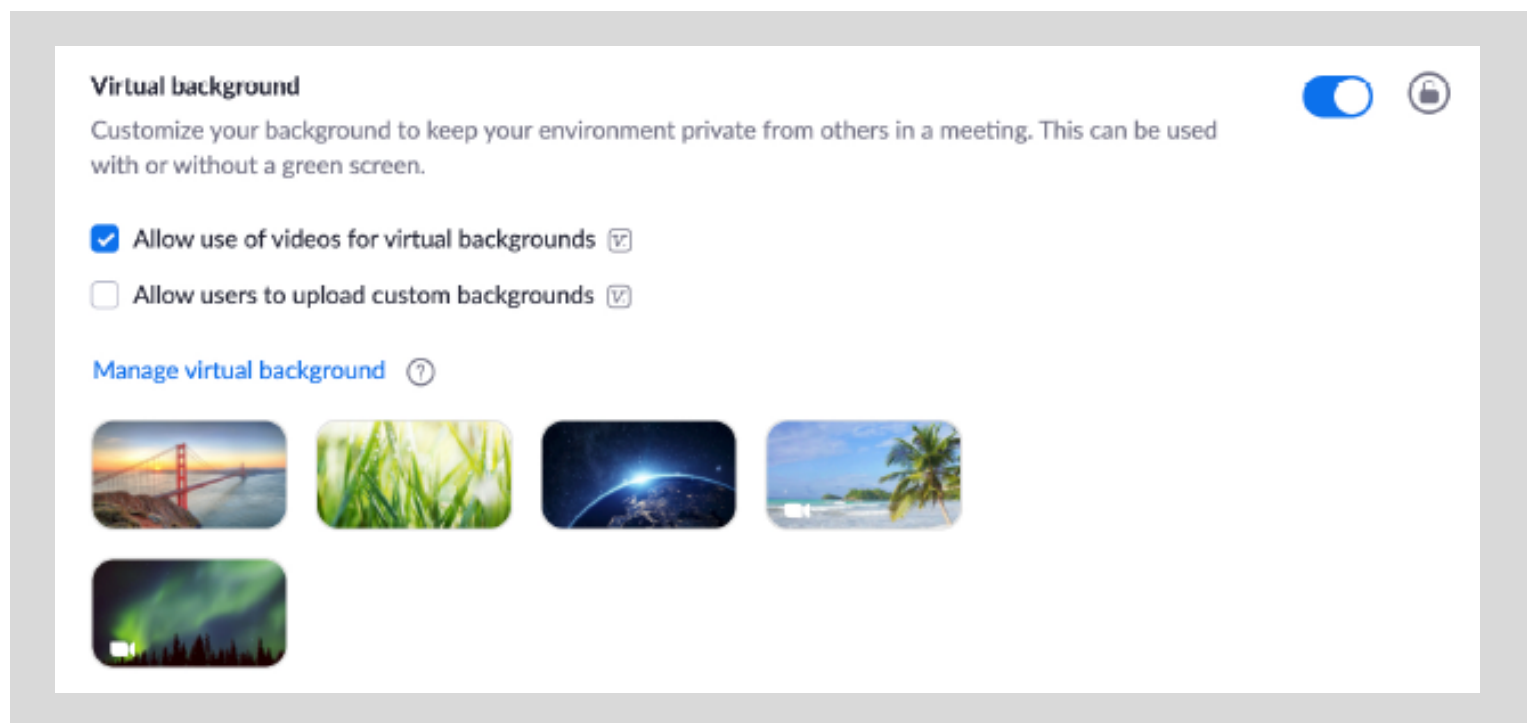 Virtual background
Customize your background to keep your environment private from others in a meeting. This can be used
with or without a green screen.
Allow use of videos for virtual backgrounds
Allow users to upload custom backgrounds
Manage virtual background ?